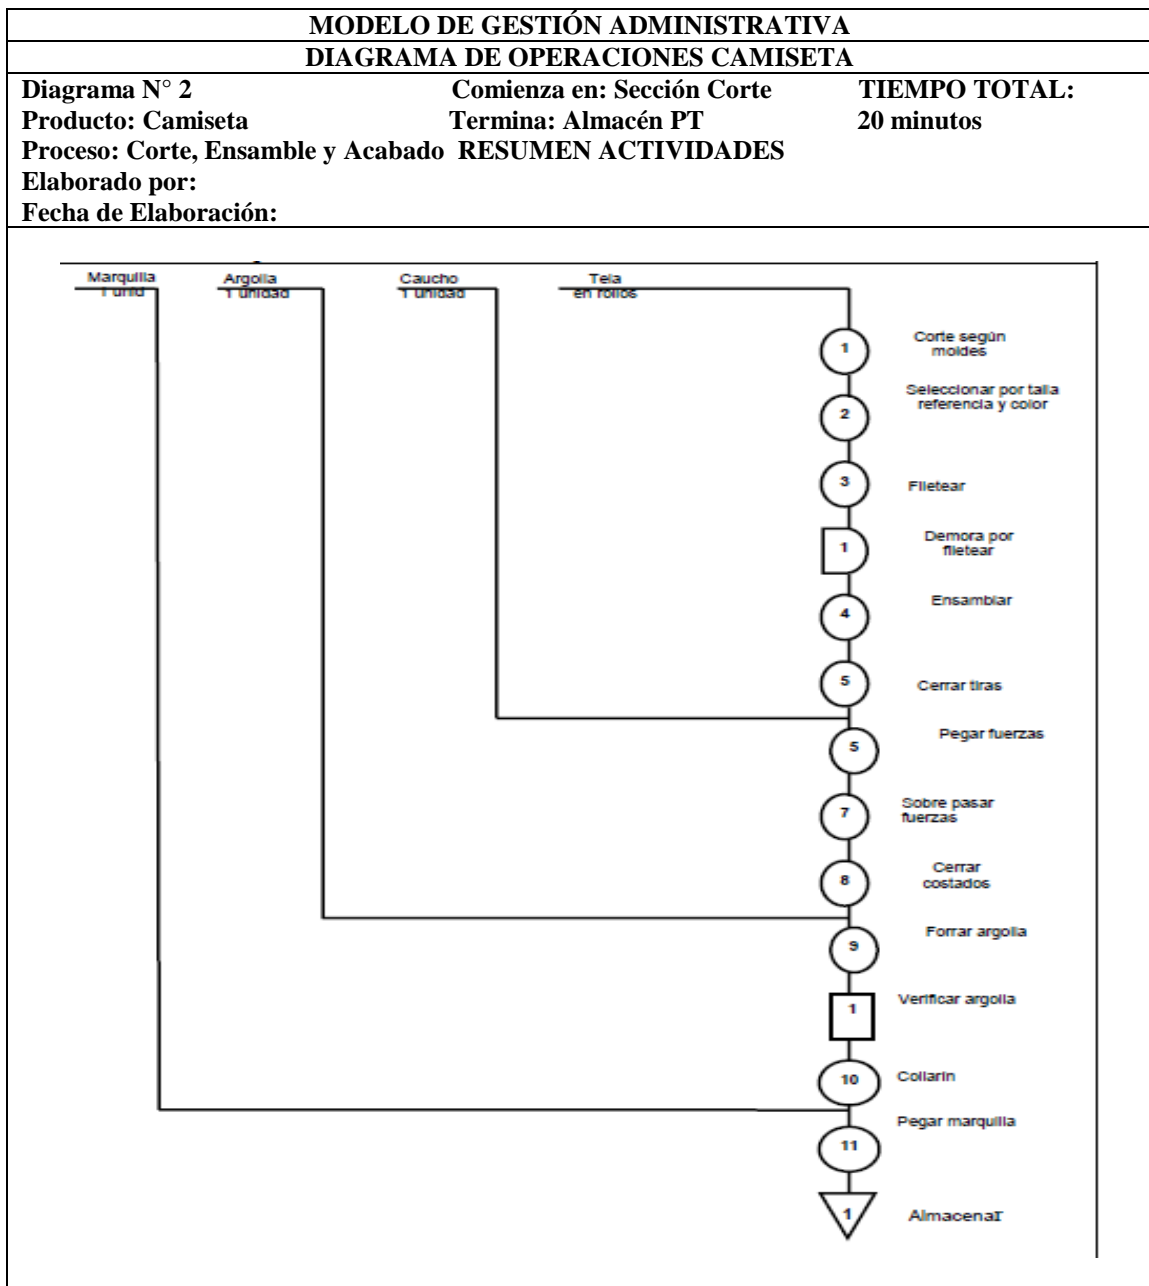 MODELO DE GESTIÓN ADMINISTRATIVA
DIAGRAMA DE OPERACIONES CAMISETA
Diagrama N° 2 Comienza en: Sección Corte TIEMPO TOTAL:
Producto: Camiseta Termina: Almacén PT 20 minutos
Proceso: Corte, Ensamble y Acabado RESUMEN ACTIVIDADES
Elaborado por:
Fecha de Elaboración:
Marquilla Argolla Caucho Tela
1 unid 1 unidad 1 unidad en rollos
1 Corte según
moldes
2 Seleccionar por talla
referencia y color
3 Filetear
1 Demora por
filetear
4 Ensamblar
5 Cerrar tiras
5 Pegar fuerzas
7 Sobre pasar
fuerzas
8 Cerrar
costados
9 Forrar argolla
1 Verificar argolla
10 Collarin
11 Pegar marquilla
1 Almacenar